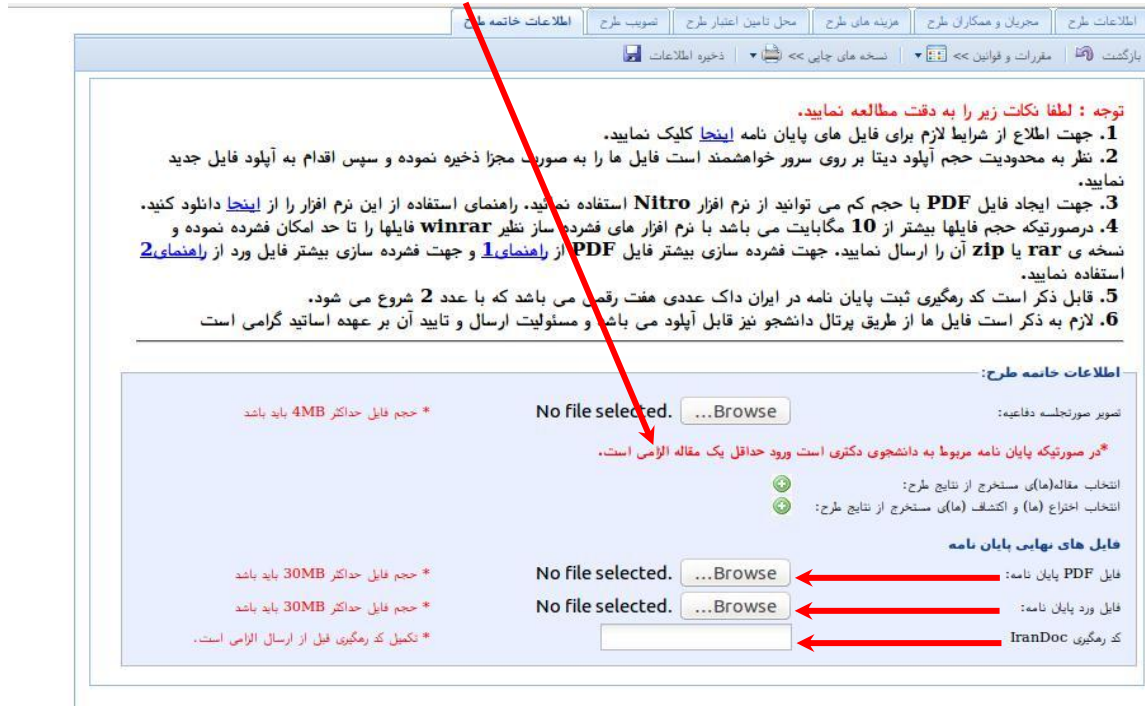 اطلاعات طرح | مجریان و همکاران طرح | هزینه های طرح | محل تامین اعتبار طرح | تصویب طرح | اطلاعات خاتمه طرح
بازگشت | مقررات و قوانین >> | نسخه های چاپی >> | ذخیره اطلاعات
توجه : لطفا نکات زیر را به دقت مطالعه نمایید.
1. جهت اطلاع از شرایط لازم برای فایل های پایان نامه اینجا کلیک نمایید.
2. نظر به محدودیت حجم آپلود دیتا بر روی سرور خواهشمند است فایل ها را به صورت مجزا ذخیره نموده و سپس اقدام به آپلود فایل جدید
نمایید.
3. جهت ایجاد فایل PDF با حجم کم می توانید از نرم افزار Nitro استفاده نمائید. راهنمای استفاده از این نرم افزار را از اینجا دانلود کنید.
4. درصورتیکه حجم فایلها بیشتر از 10 مگابایت می باشد با نرم افزار های فشرده ساز نظیر winrar فایلها را تا حد امکان فشرده نموده و
نسخه ی rar یا zip آن را ارسال نمایید. جهت فشرده سازی بیشتر فایل PDF از راهنمای1 و جهت فشرده سازی بیشتر فایل ورد از راهنمای2
استفاده نمایید.
5. قابل ذکر است کد رهگیری ثبت پایان نامه در ایران داک عددی هفت رقمی می باشد که با عدد 2 شروع می شود.
6. لازم به ذکر است فایل ها از طریق پرتال دانشجو نیز قابل آپلود می باشد و مسئولیت ارسال و تایید آن بر عهده اساتید گرامی است
اطلاعات خاتمه طرح:
تصویر صورتجلسه دفاعیه: Browse... No file selected. * حجم فایل حداکثر 4MB باید باشد
*در صورتیکه پایان نامه مربوط به دانشجوی دکتری است ورود حداقل یک مقاله الزامی است.
انتخاب مقاله(ها)ی مستخرج از نتایج طرح:
انتخاب اختراع (ها) و اکتشاف (ها)ی مستخرج از نتایج طرح:
فایل های نهایی پایان نامه
فایل PDF پایان نامه: Browse... No file selected. * حجم فایل حداکثر 30MB باید باشد
فایل ورد پایان نامه: Browse... No file selected. * حجم فایل حداکثر 30MB باید باشد
کد رهگیری IranDoc * تکمیل کد رهگیری قبل از ارسال الزامی است.